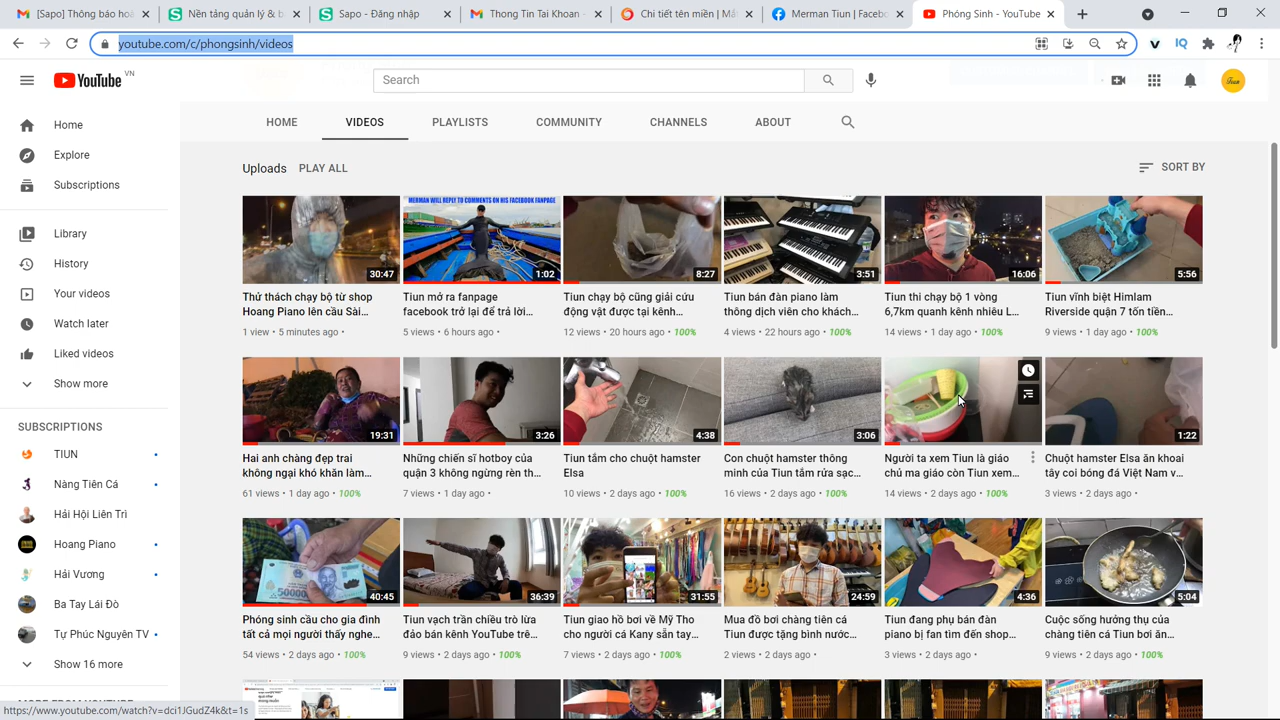 [Sapo] Thông báo hoà
Nền tảng quản lý & b
Sapo - Đăng nhập
Thong Tin Tai Khoan -
Chi tiết tên miền | Mắt
Merman Tiun | Facebo
Phóng Sinh - YouTube
youtube.com/c/phongsinh/videos
YouTube VN
Search
HOME VIDEOS PLAYLISTS COMMUNITY CHANNELS ABOUT
Home
Explore
Subscriptions
Library
History
Your videos
Watch later
Liked videos
Show more
SUBSCRIPTIONS
TIUN
Nàng Tiên Cá
Hải Hội Liên Trì
Hoang Piano
Hải Vương
Ba Tay Lái Đò
Tự Phúc Nguyên TV
Show 16 more
Uploads PLAY ALL
SORT BY
30:47
Thử thách chạy bộ từ shop
Hoang Piano lên cầu Sài...
1 view • 5 minutes ago •
MERMAN WILL REPLY TO COMMENTS ON HIS FACEBOOK FANPAGE
1:02
Tiun mở ra fanpage
facebook trở lại để trả lời...
5 views • 6 hours ago •
8:27
Tiun chạy bộ cũng giải cứu
động vật được tại kênh...
12 views • 20 hours ago • 100%
3:51
Tiun bán đàn piano làm
thông dịch viên cho khách...
4 views • 22 hours ago • 100%
16:06
Tiun thi chạy bộ 1 vòng
6,7km quanh kênh nhiêu L...
14 views • 1 day ago • 100%
5:56
Tiun vĩnh biệt Himlam
Riverside quận 7 tốn tiền...
9 views • 1 day ago • 100%
19:31
Hai anh chàng đẹp trai
không ngại khó khăn làm...
61 views • 1 day ago • 100%
3:26
Những chiến sĩ hotboy của
quận 3 không ngừng rèn th...
7 views • 1 day ago •
4:38
Tiun tắm cho chuột hamster
Elsa
10 views • 2 days ago • 100%
3:06
Con chuột hamster thông
minh của Tiun tắm rửa sạc...
16 views • 2 days ago • 100%
Người ta xem Tiun là giáo
chủ ma giáo còn Tiun xem...
14 views • 2 days ago • 100%
1:22
Chuột hamster Elsa ăn khoai
tây coi bóng đá Việt Nam v...
3 views • 2 days ago •
40:45
Phóng sinh cầu cho gia đình
tất cả mọi người thấy nghe...
54 views • 2 days ago • 100%
36:39
Tiun vạch trần chiêu trò lừa
đảo bán kênh YouTube trê...
9 views • 2 days ago • 100%
31:55
Tiun giao hồ bơi về Mỹ Tho
cho người cá Kany sẵn tay...
7 views • 2 days ago • 100%
24:59
Mua đồ bơi chàng tiên cá
Tiun được tặng bình nước...
2 views • 2 days ago •
4:36
Tiun đang phụ bán đàn
piano bị fan tìm đến shop...
3 views • 2 days ago •
5:04
Cuộc sống hưởng thụ của
chàng tiên cá Tiun bơi ăn...
9 views • 2 days ago • 100%
https://www.youtube.com/watch?v=dci1JGudZ4k&t=1s